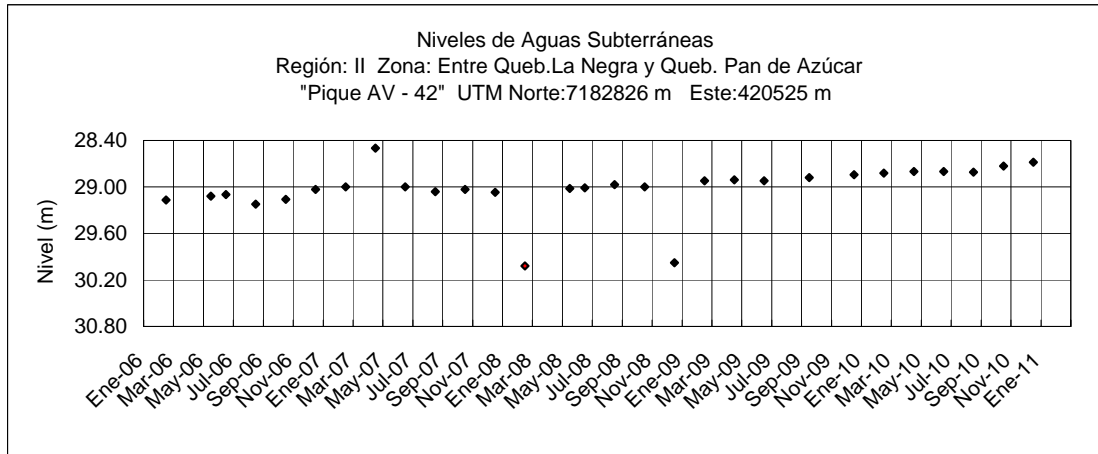 Niveles de Aguas Subterráneas
Región: II Zona: Entre Queb.La Negra y Queb. Pan de Azúcar
"Pique AV - 42" UTM Norte:7182826 m Este:420525 m
Nivel (m)
28.40
29.00
29.60
30.20
30.80
Ene-06
Mar-06
May-06
Jul-06
Sep-06
Nov-06
Ene-07
Mar-07
May-07
Jul-07
Sep-07
Nov-07
Ene-08
Mar-08
May-08
Jul-08
Sep-08
Nov-08
Ene-09
Mar-09
May-09
Jul-09
Sep-09
Nov-09
Ene-10
Mar-10
May-10
Jul-10
Sep-10
Nov-10
Ene-11